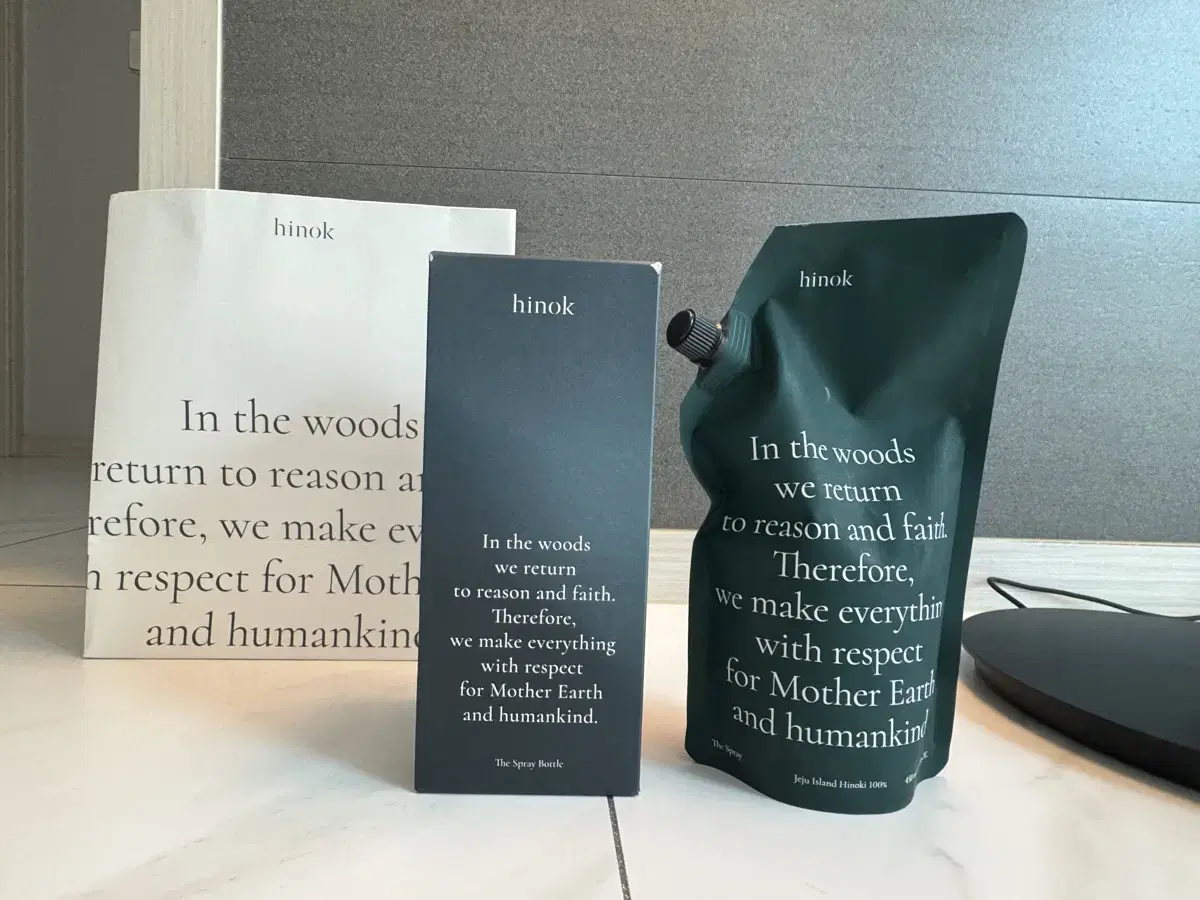 hinok
In the woods
return to reason a
refore, we make ev
respect for Moth
and humankind
hinok
In the woods
we return
to reason and faith.
Therefore,
we make everything
with respect
for Mother Earth
and humankind.
The Spray Bottle
hinok
In the woods
we return
to reason and faith.
Therefore,
we make everythin
with respect
for Mother Earth
and humankind
The Spray
Jeju Island Hinoki 100%